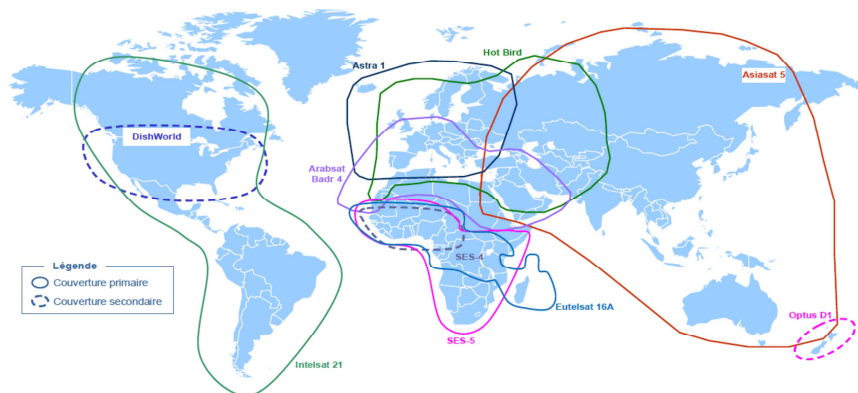 Hot Bird
Astra 1
Asiasat 5
DishWorld
Arabsat
Badr 4
SES-4
Légende
Couverture primaire
Couverture secondaire
Eutelsat 16A
Optus D1
SES-5
Intelsat 21